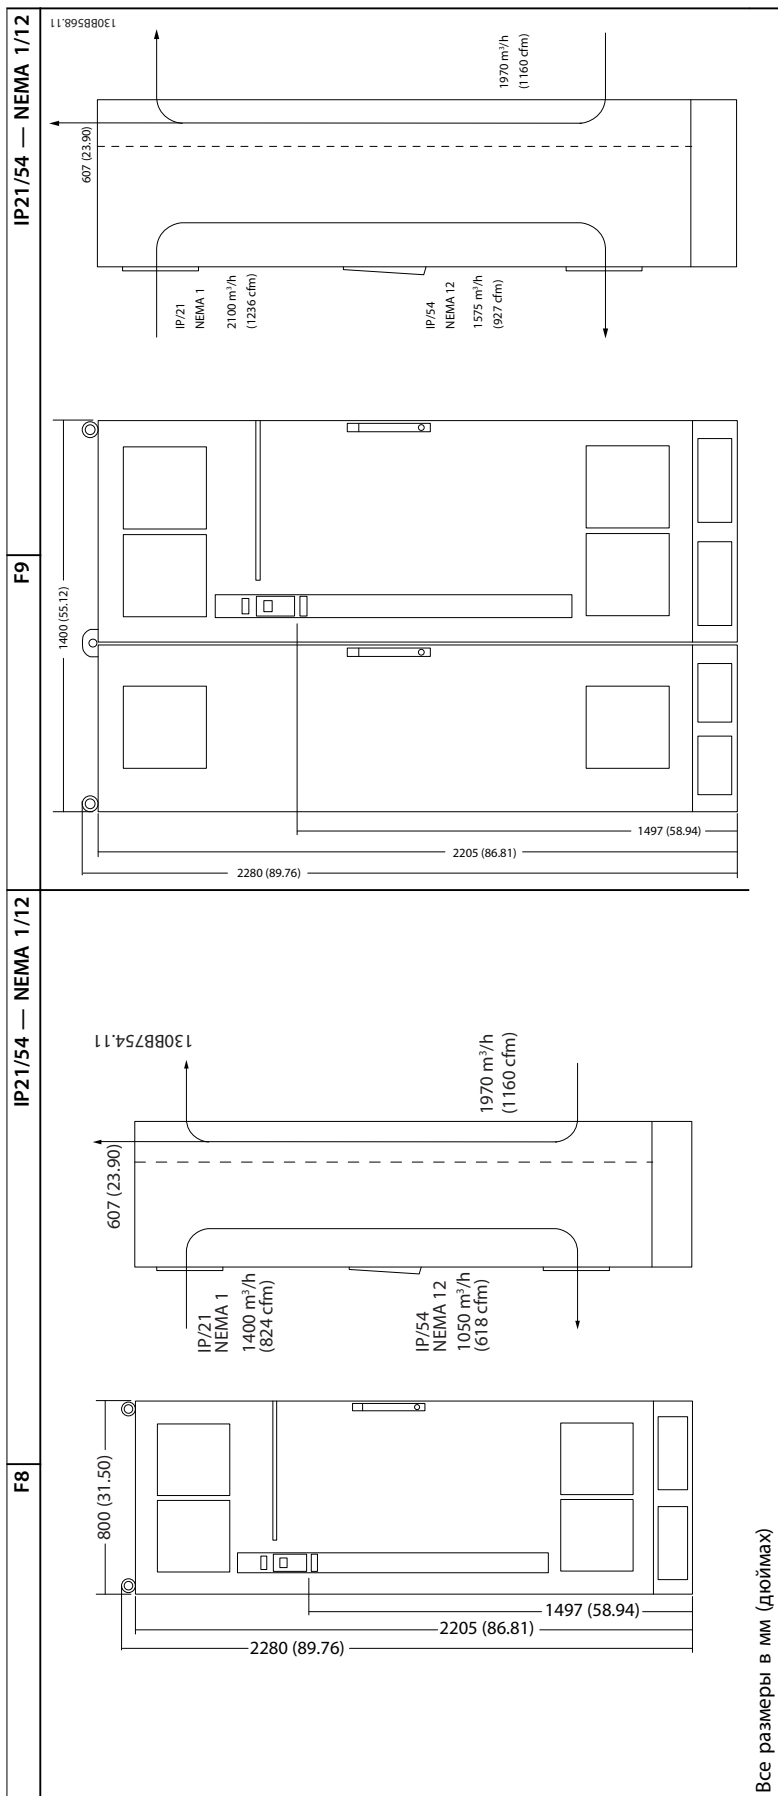 F8
IP21/54 — NEMA 1/12
F9
IP21/54 — NEMA 1/12
800 (31.50)
2280 (89.76)
2205 (86.81)
1497 (58.94)
IP/21
NEMA 1
1400 m³/h
(824 cfm)
IP/54
NEMA 12
1050 m³/h
(618 cfm)
607 (23.90)
1970 m³/h
(1160 cfm)
130BB754.11
1400 (55.12)
2280 (89.76)
2205 (86.81)
1497 (58.94)
IP/21
NEMA 1
2100 m³/h
(1236 cfm)
IP/54
NEMA 12
1575 m³/h
(927 cfm)
607 (23.90)
1970 m³/h
(1160 cfm)
130BB568.11
Все размеры в мм (дюймах)